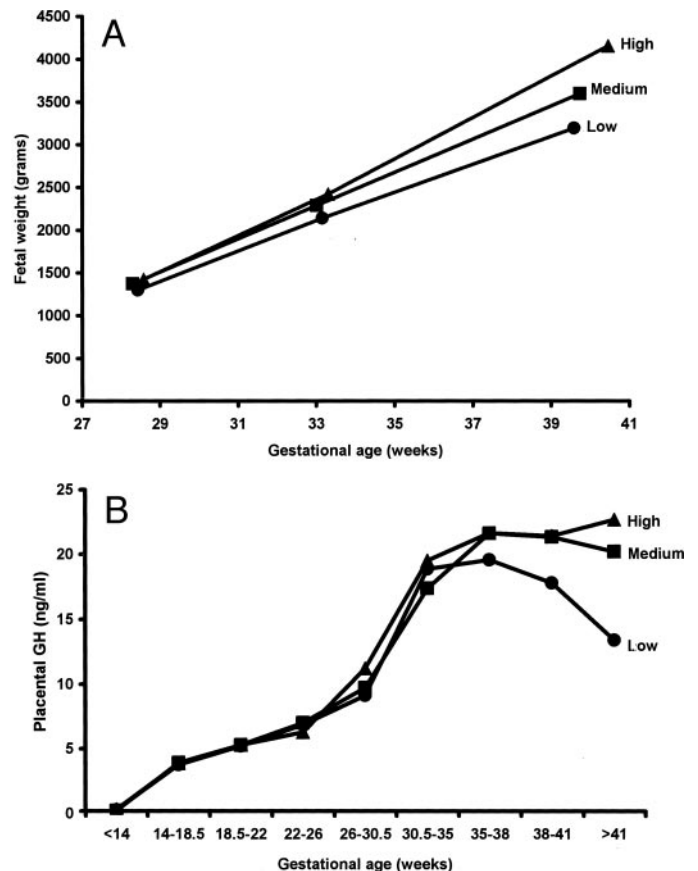 A
4500
4000
3500
3000
2500
2000
1500
1000
500
0
Fetal weight (grams)
High
Medium
Low
27 29 31 33 35 37 39 41
Gestational age (weeks)
B
25
20
15
10
5
0
Placental GH (ng/ml)
High
Medium
Low
<14 14-18.5 18.5-22 22-26 26-30.5 30.5-35 35-38 38-41 >41
Gestational age (weeks)